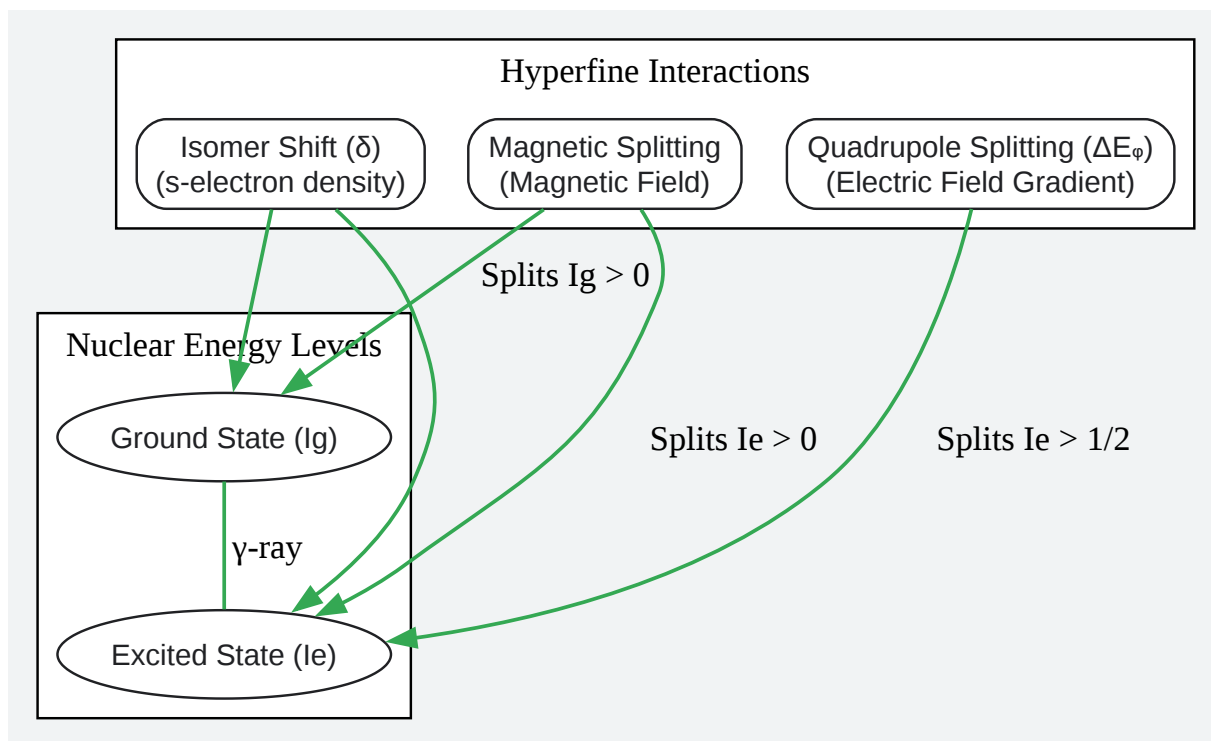 Hyperfine Interactions
Isomer Shift (δ)
(s-electron density)
Magnetic Splitting
(Magnetic Field)
Quadrupole Splitting (ΔEᵩ)
(Electric Field Gradient)
Splits Ig > 0
Nuclear Energy Levels
Ground State (Ig)
Splits Ie > 0
Splits Ie > 1/2
γ-ray
Excited State (Ie)